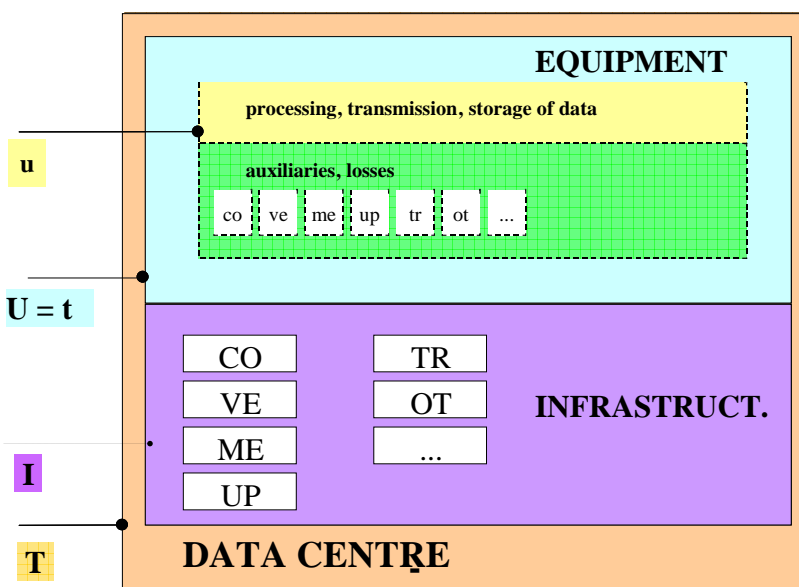 EQUIPMENT
processing, transmission, storage of data
u
auxiliaries, losses
co ve me up tr ot ...
U = t
CO TR
VE OT
INFRASTRUCT.
ME ...
I
UP
T
DATA CENTRE